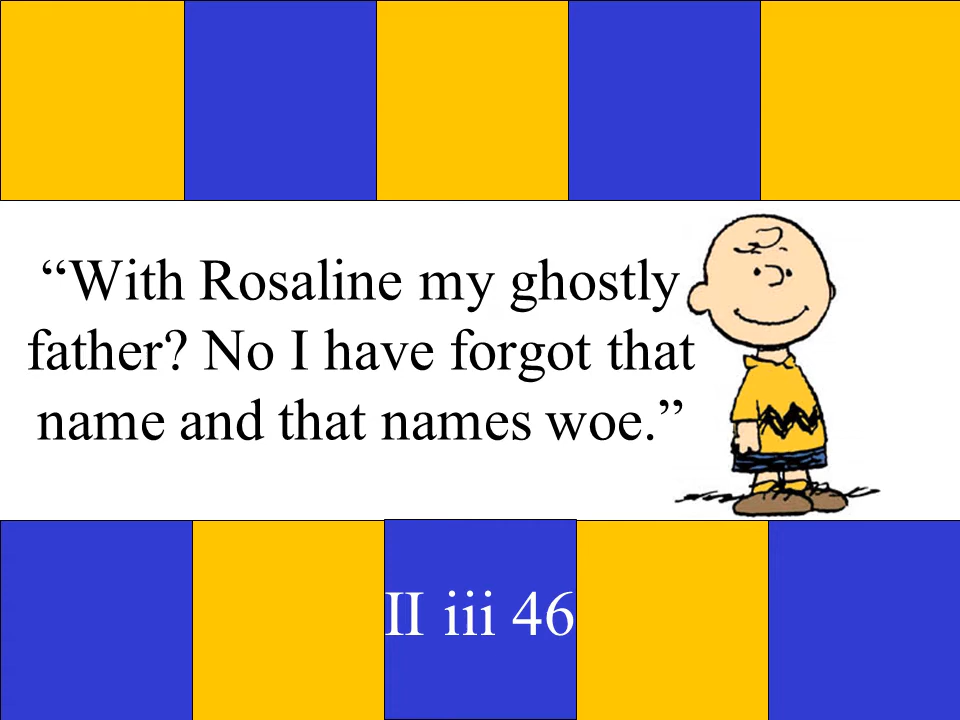 “With Rosaline my ghostly
father? No I have forgot that
name and that names woe.”
II iii 46